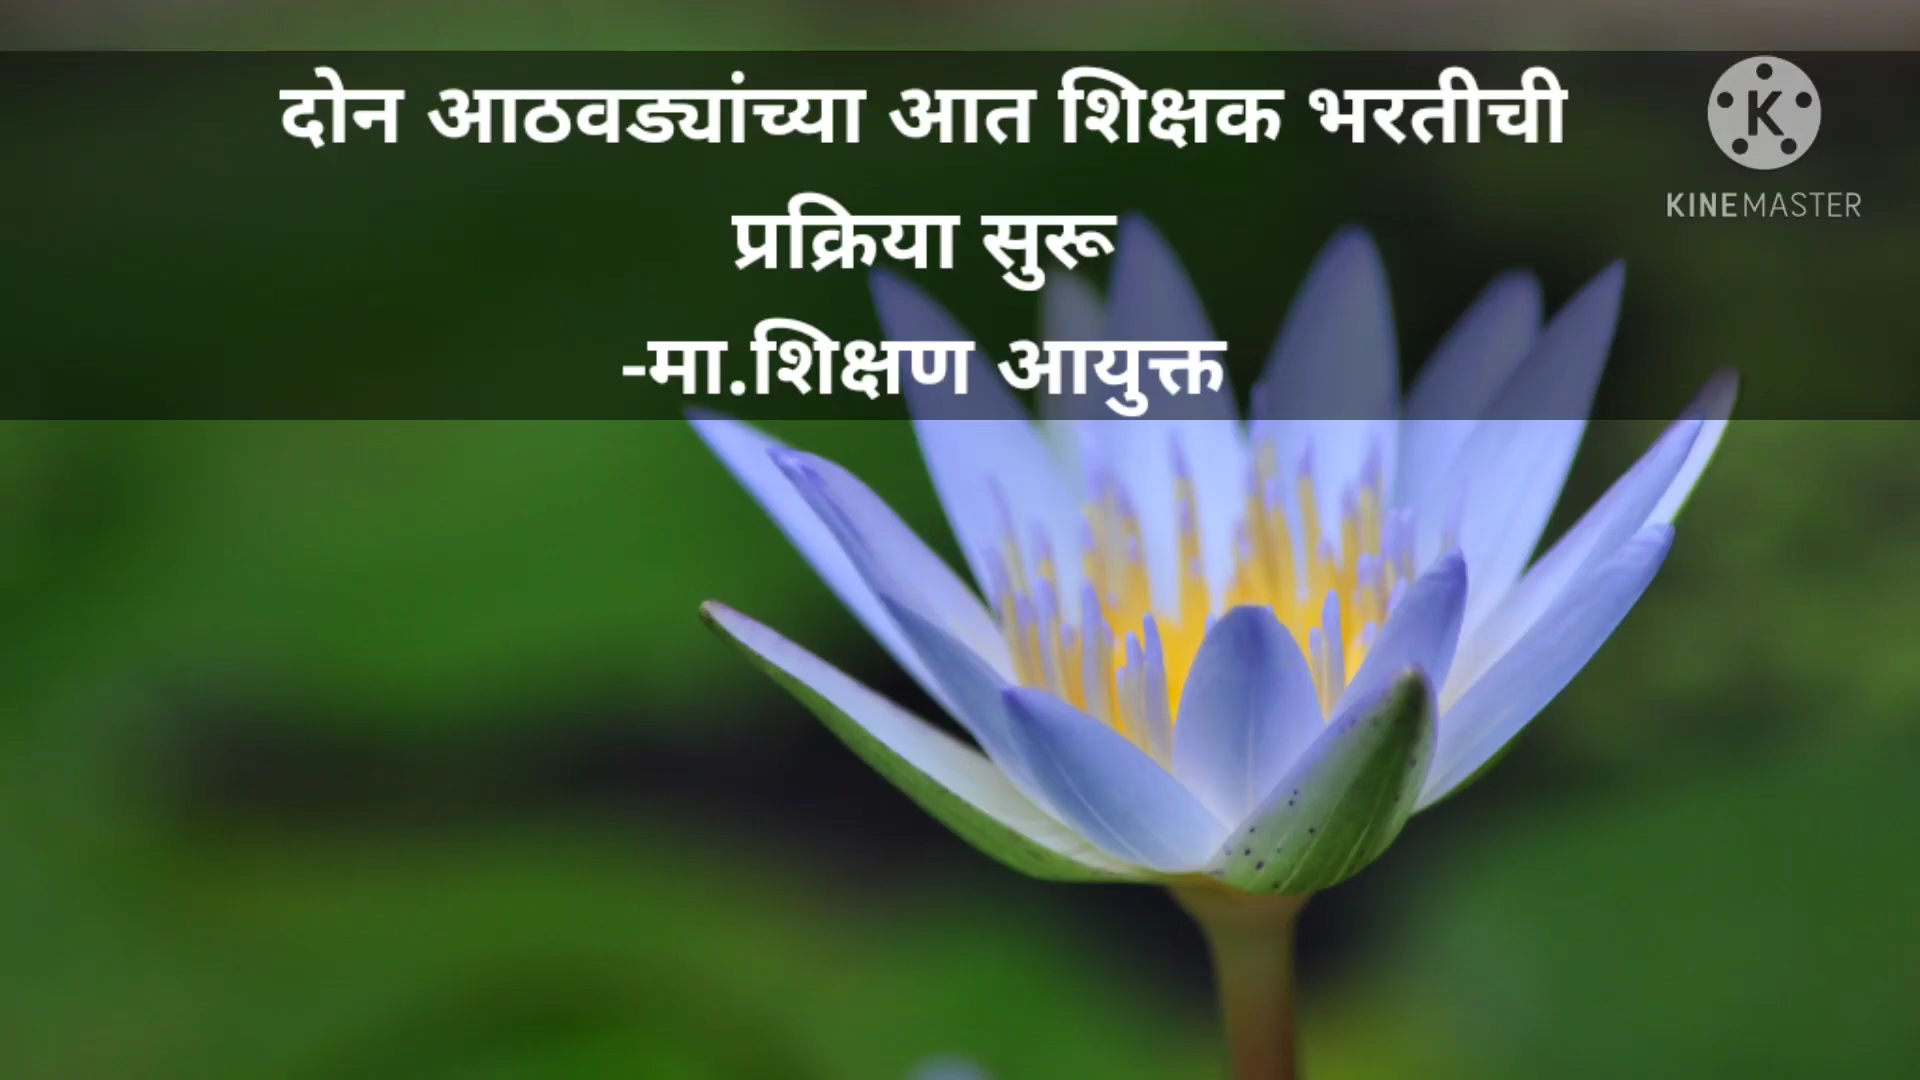 दोन आठवड्यांच्या आत शिक्षक भरतीची
प्रक्रिया सुरू
-मा.शिक्षण आयुक्त
K
KINEMASTER